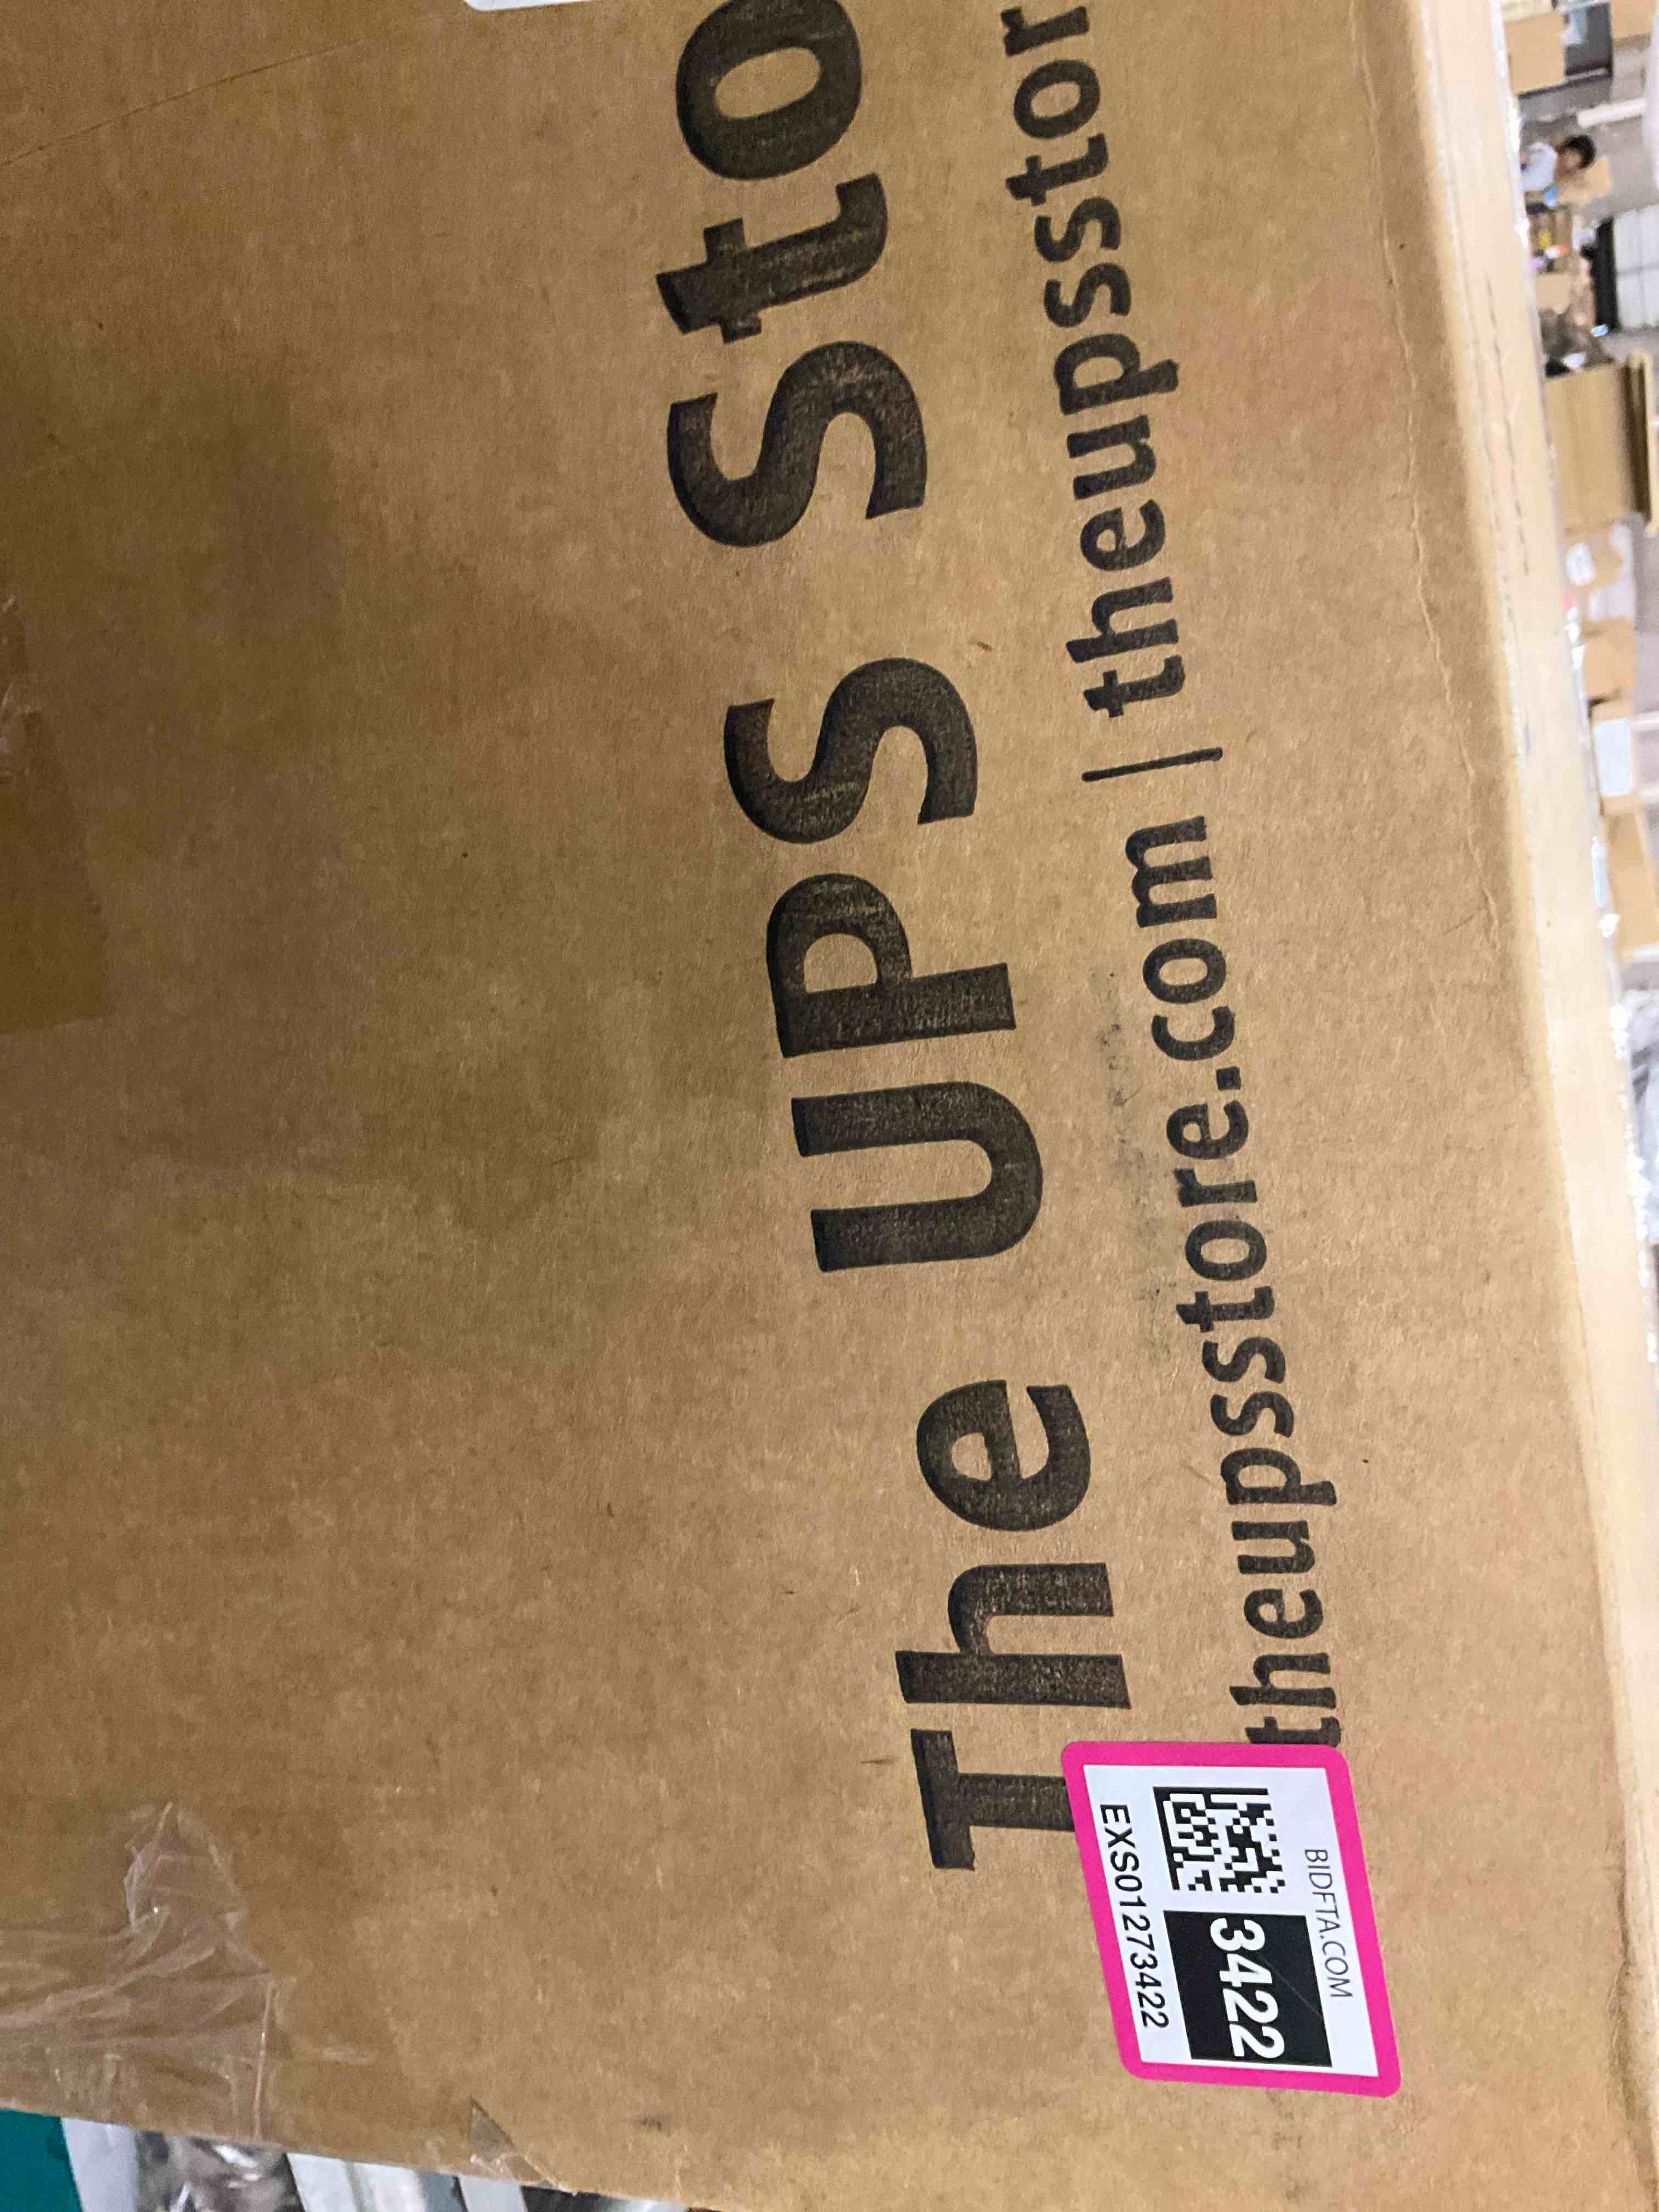 The UPS Sto
theupsstore.com | theupsstor
BIDFTA.COM
3422
EXS01273422